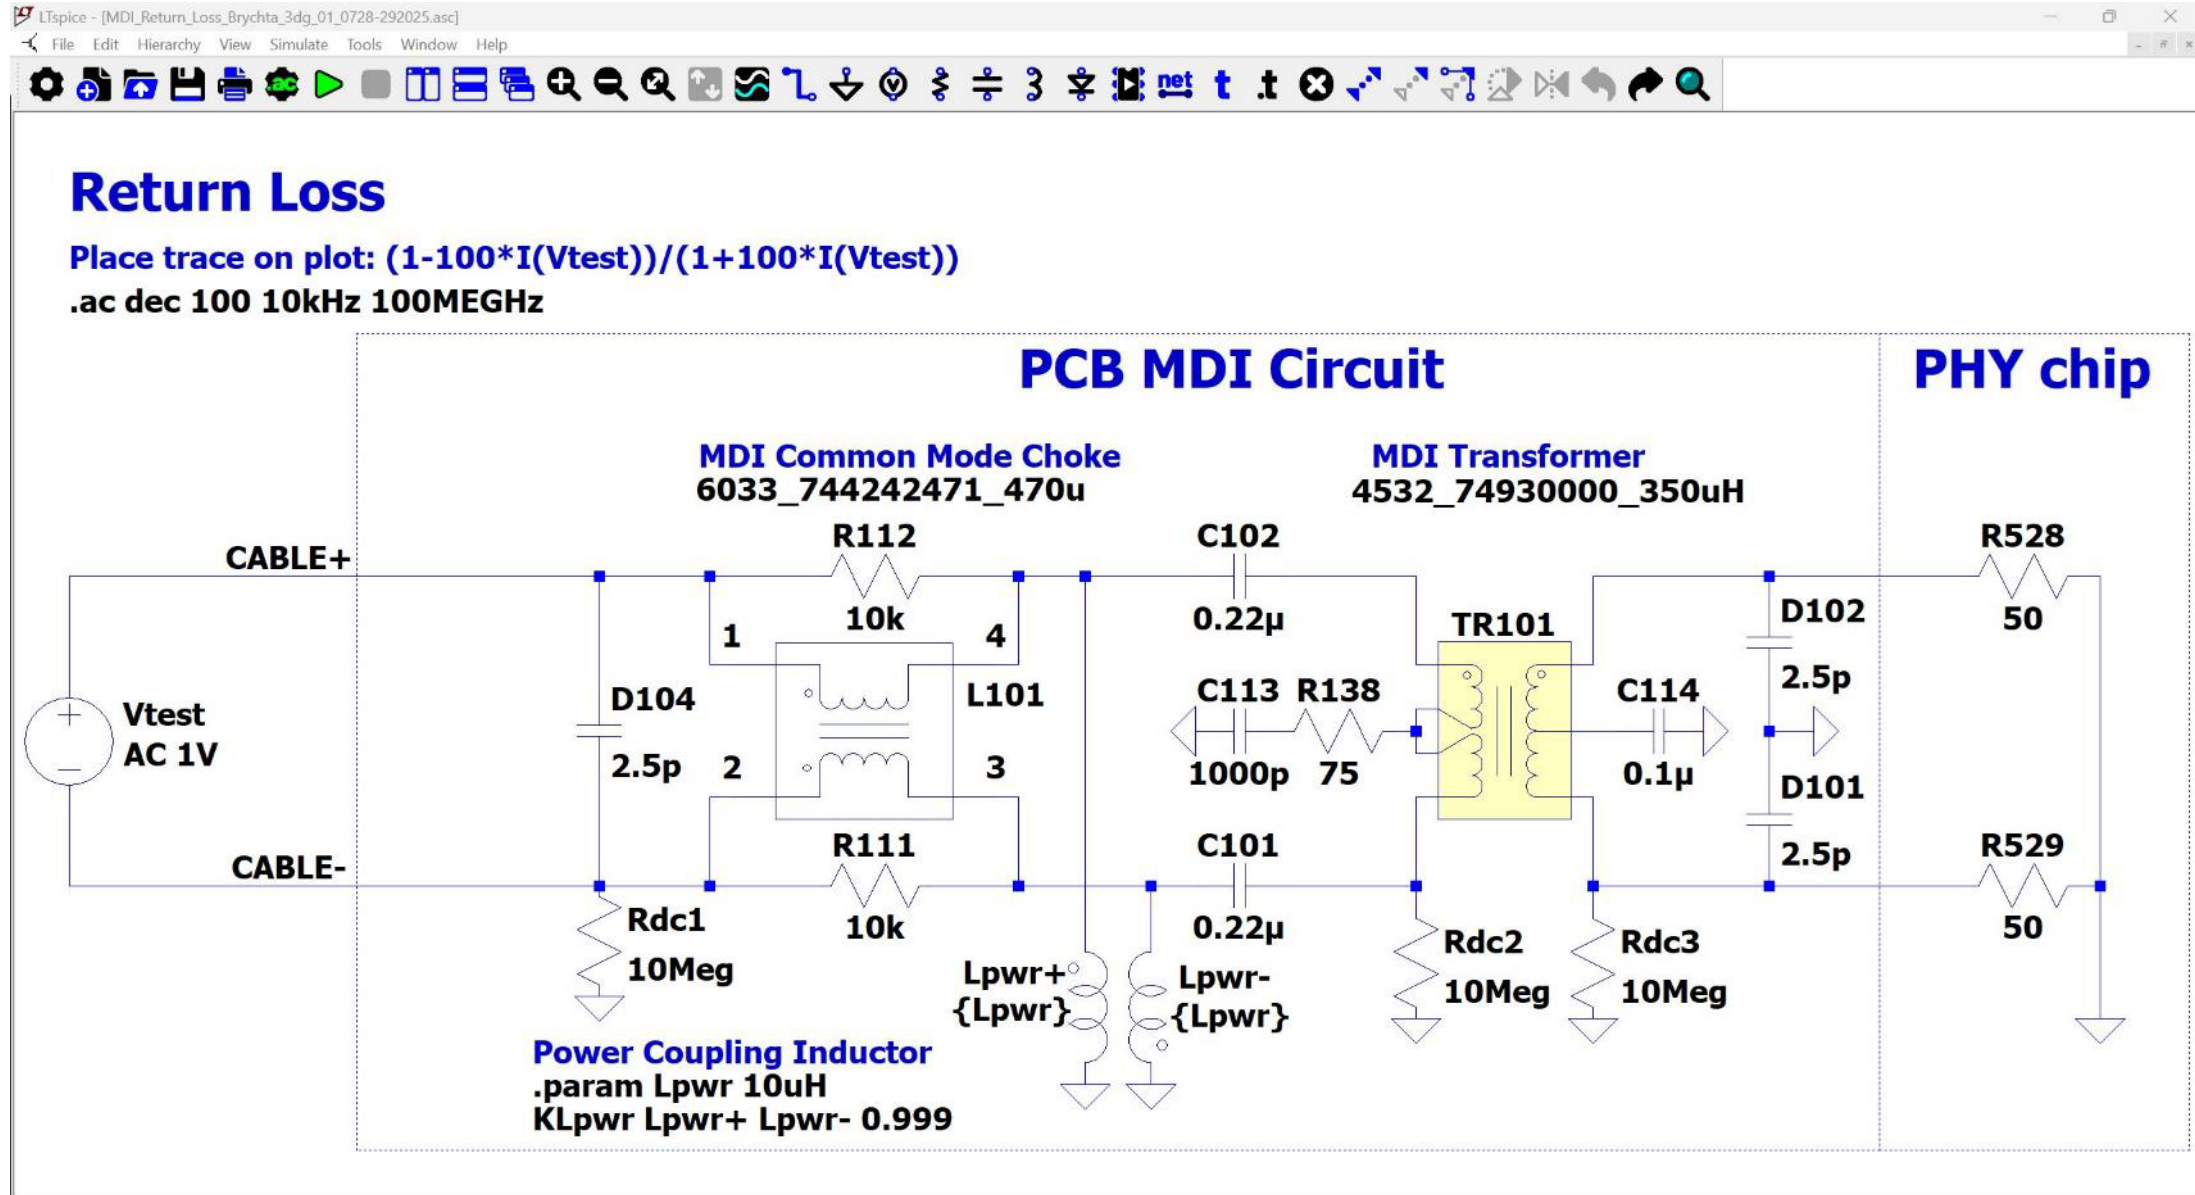 LTspice - [MDI_Return_Loss_Brychta_3dg_01_0728-292025.asc]
File Edit Hierarchy View Simulate Tools Window Help
.ac net t .t
Return Loss
Place trace on plot: (1-100*I(Vtest))/(1+100*I(Vtest))
.ac dec 100 10kHz 100MEGHz
PCB MDI Circuit
PHY chip
MDI Common Mode Choke
6033_744242471_470u
MDI Transformer
4532_74930000_350uH
CABLE+
R112
10k
C102
0.22µ
R528
50
1
4
L101
2
3
D104
2.5p
Vtest
AC 1V
C113
1000p
R138
75
TR101
C114
0.1µ
D102
2.5p
D101
2.5p
CABLE-
R111
10k
C101
0.22µ
R529
50
Rdc1
10Meg
Lpwr+
{Lpwr}
Lpwr-
{Lpwr}
Rdc2
10Meg
Rdc3
10Meg
Power Coupling Inductor
.param Lpwr 10uH
KLpwr Lpwr+ Lpwr- 0.999